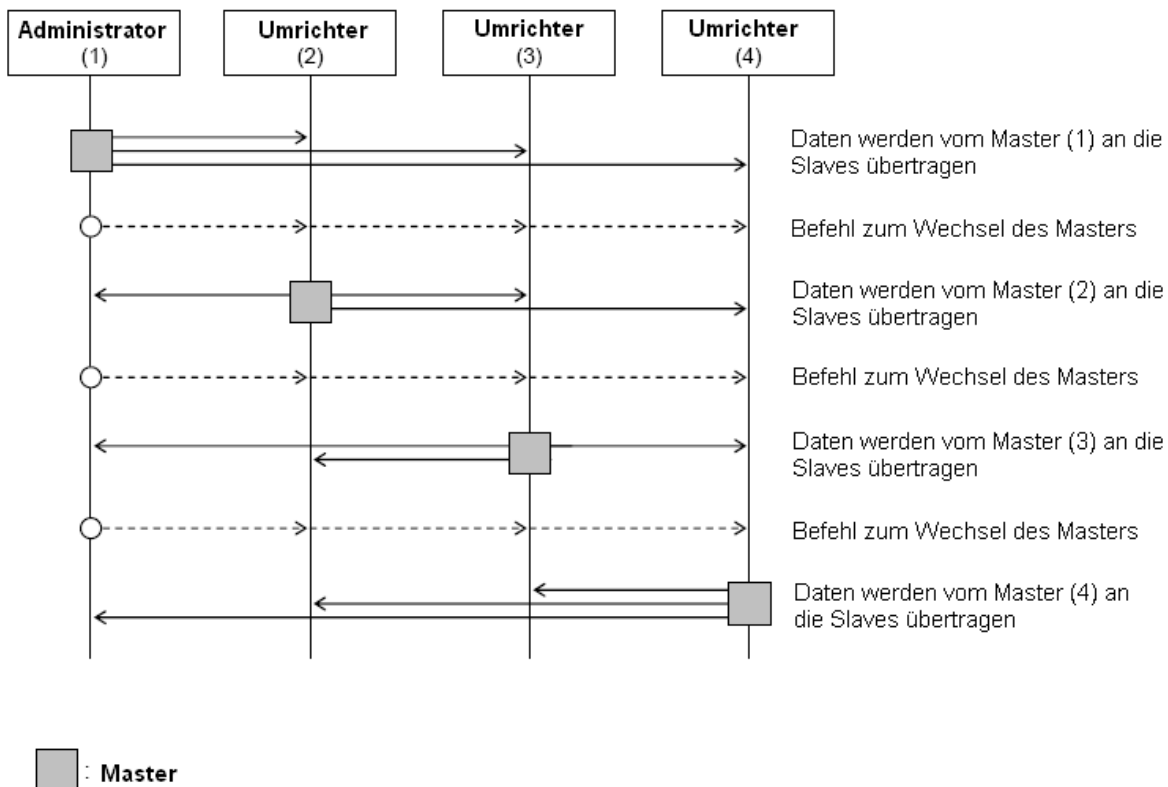 Administrator
(1)
Umrichter
(2)
Umrichter
(3)
Umrichter
(4)
Daten werden vom Master (1) an die
Slaves übertragen
Befehl zum Wechsel des Masters
Daten werden vom Master (2) an die
Slaves übertragen
Befehl zum Wechsel des Masters
Daten werden vom Master (3) an die
Slaves übertragen
Befehl zum Wechsel des Masters
Daten werden vom Master (4) an
die Slaves übertragen
: Master